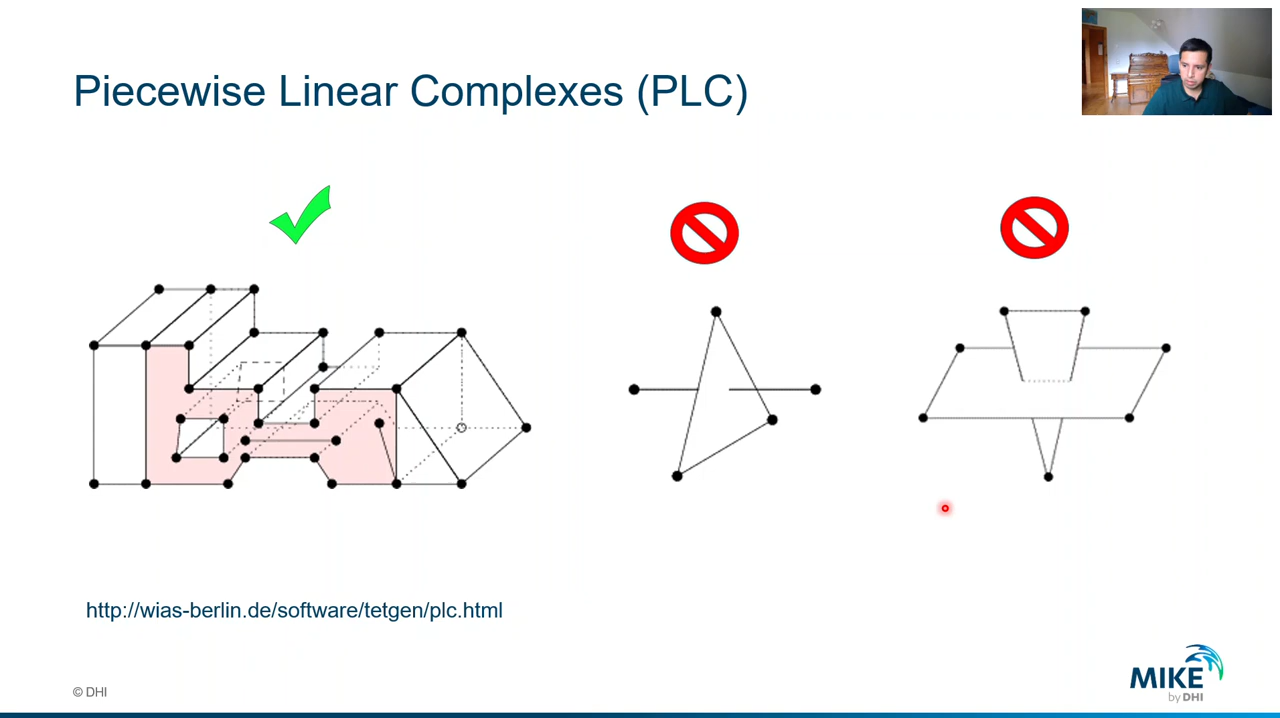 Piecewise Linear Complexes (PLC)
http://wias-berlin.de/software/tetgen/plc.html
© DHI
MIKE
by DHI